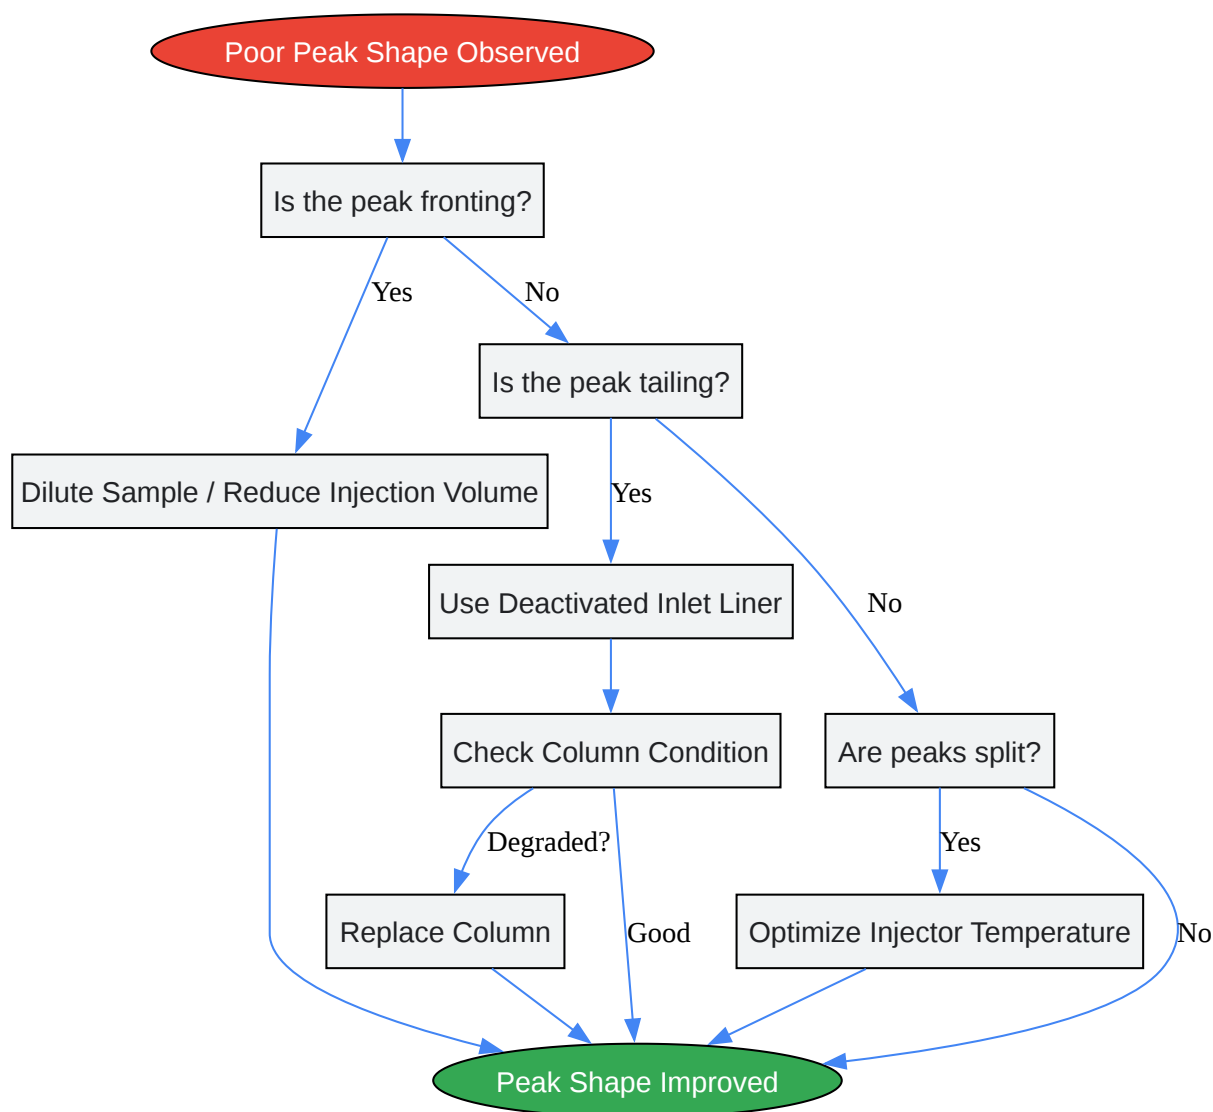 Poor Peak Shape Observed
Is the peak fronting?
Yes
No
Is the peak tailing?
Dilute Sample / Reduce Injection Volume
Yes
Use Deactivated Inlet Liner
No
Check Column Condition
Are peaks split?
Degraded?
Yes
Replace Column
Good
Optimize Injector Temperature
No
Peak Shape Improved